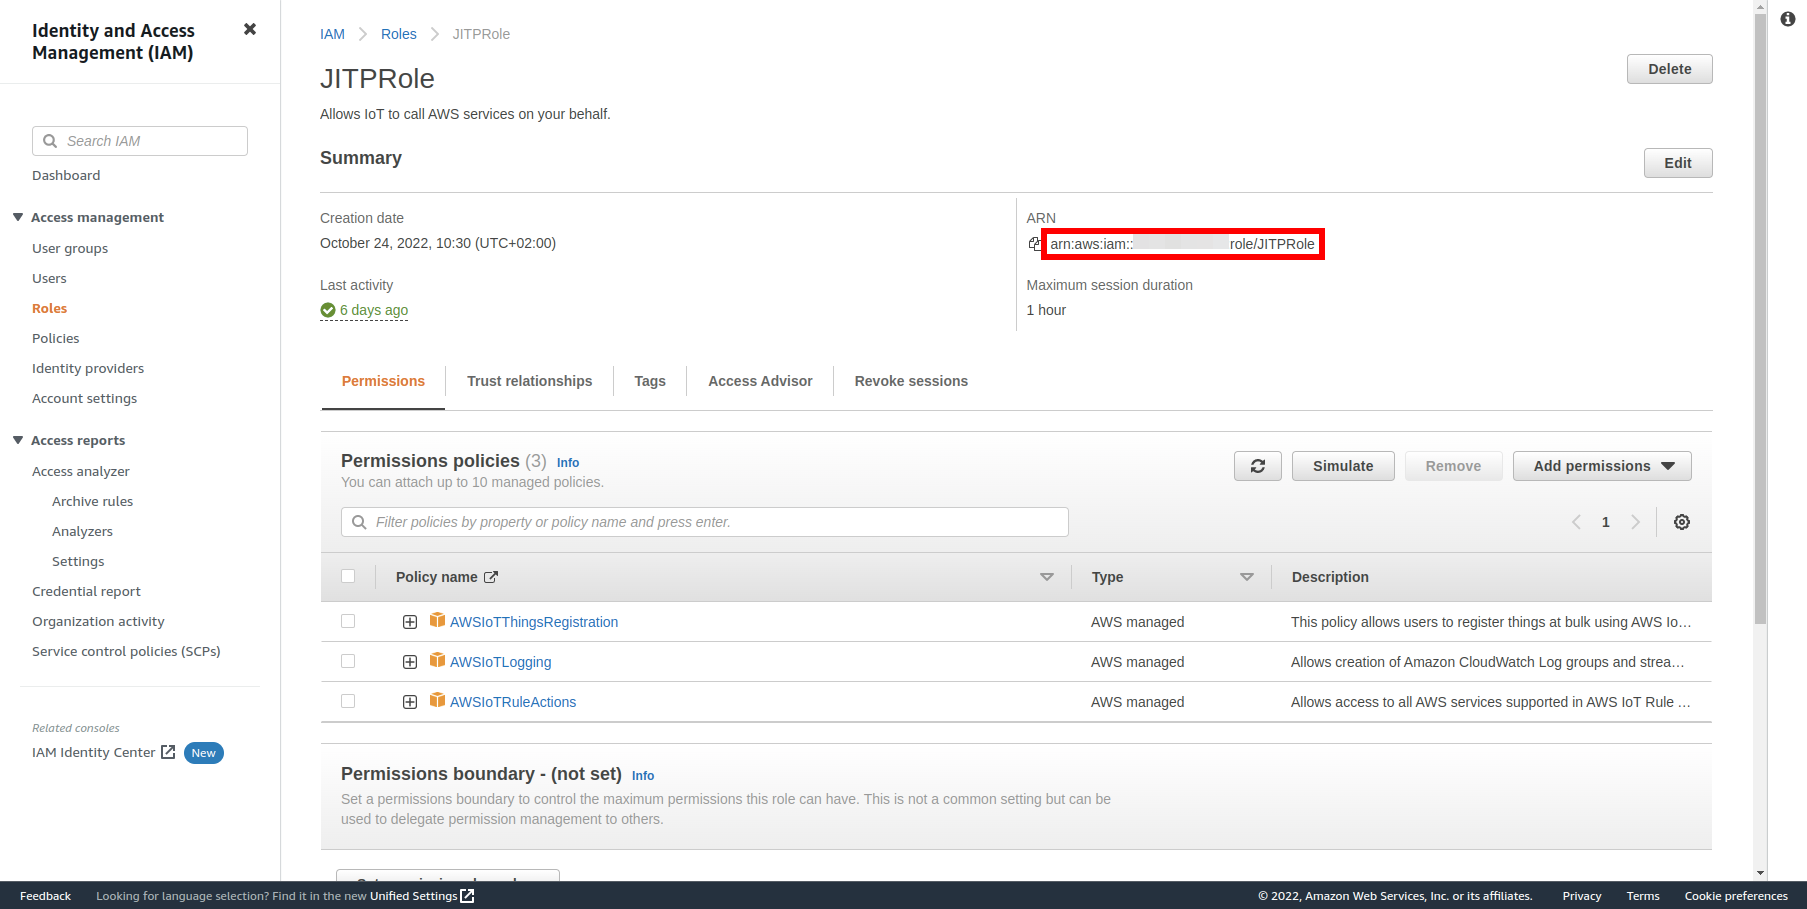 Identity and Access
Management (IAM)
Search IAM
Dashboard
Access management
User groups
Users
Roles
Policies
Identity providers
Account settings
Access reports
Access analyzer
Archive rules
Analyzers
Settings
Credential report
Organization activity
Service control policies (SCPs)
Related consoles
IAM Identity Center New
IAM Roles JITPRole
JITPRole
Delete
Allows IoT to call AWS services on your behalf.
Summary
Edit
Creation date
October 24, 2022, 10:30 (UTC+02:00)
Last activity
6 days ago
ARN
arn:aws:iam:: role/JITPRole
Maximum session duration
1 hour
Permissions Trust relationships Tags Access Advisor Revoke sessions
Permissions policies (3) Info
You can attach up to 10 managed policies.
Simulate Remove Add permissions
Filter policies by property or policy name and press enter.
1
Policy name Type Description
AWSIoTThingsRegistration AWS managed This policy allows users to register things at bulk using AWS Io…
AWSIoTLogging AWS managed Allows creation of Amazon CloudWatch Log groups and strea…
AWSIoTRuleActions AWS managed Allows access to all AWS services supported in AWS IoT Rule …
Permissions boundary - (not set) Info
Set a permissions boundary to control the maximum permissions this role can have. This is not a common setting but can be
used to delegate permission management to others.
Feedback Looking for language selection? Find it in the new Unified Settings © 2022, Amazon Web Services, Inc. or its affiliates. Privacy Terms Cookie preferences